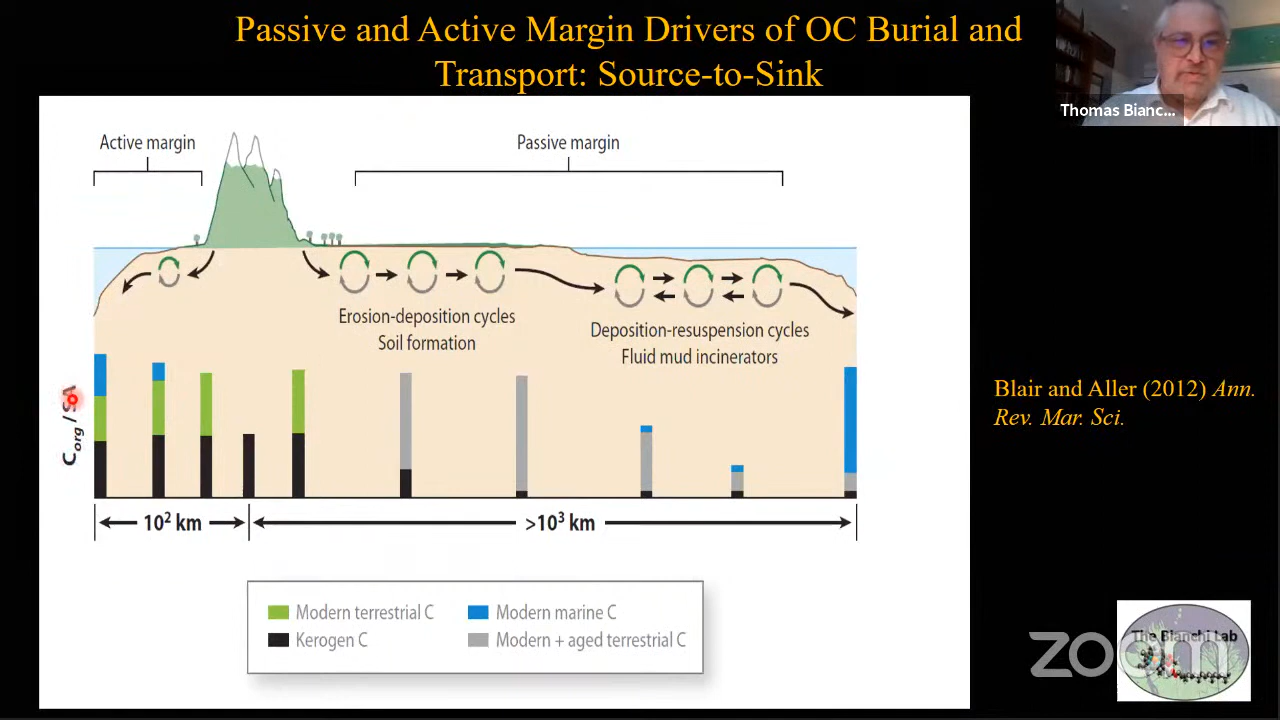 Passive and Active Margin Drivers of OC Burial and
Transport: Source-to-Sink
Thomas Bianc...
Active margin
Passive margin
Erosion-deposition cycles
Soil formation
Deposition-resuspension cycles
Fluid mud incinerators
C_org / SA
10² km
>10³ km
Modern terrestrial C
Modern marine C
Kerogen C
Modern + aged terrestrial C
Blair and Aller (2012) Ann.
Rev. Mar. Sci.
The Bianchi Lab
zoom